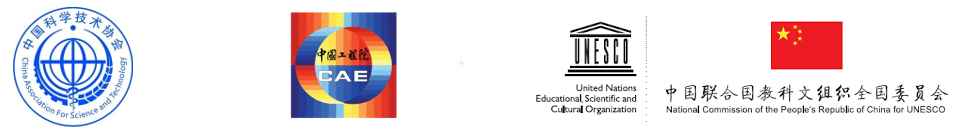 中国科学技术协会
China Association For Science and Technology
中国工程院
CAE
UNESCO
United Nations
Educational, Scientific and
Cultural Organization
中国联合国教科文组织全国委员会
National Commission of the People's Republic of China for UNESCO